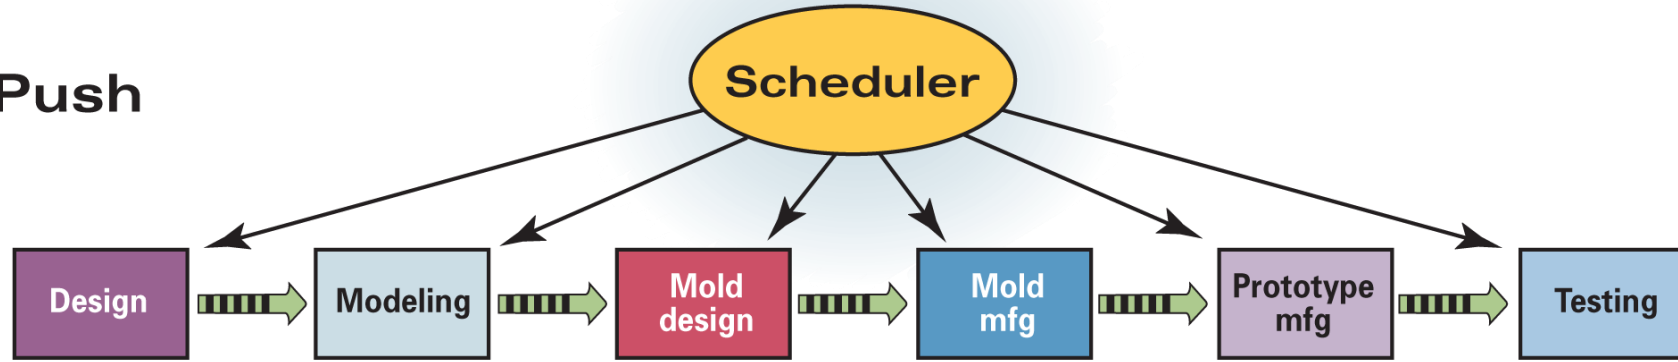 Push
Scheduler
Design
Modeling
Mold
design
Mold
mfg
Prototype
mfg
Testing